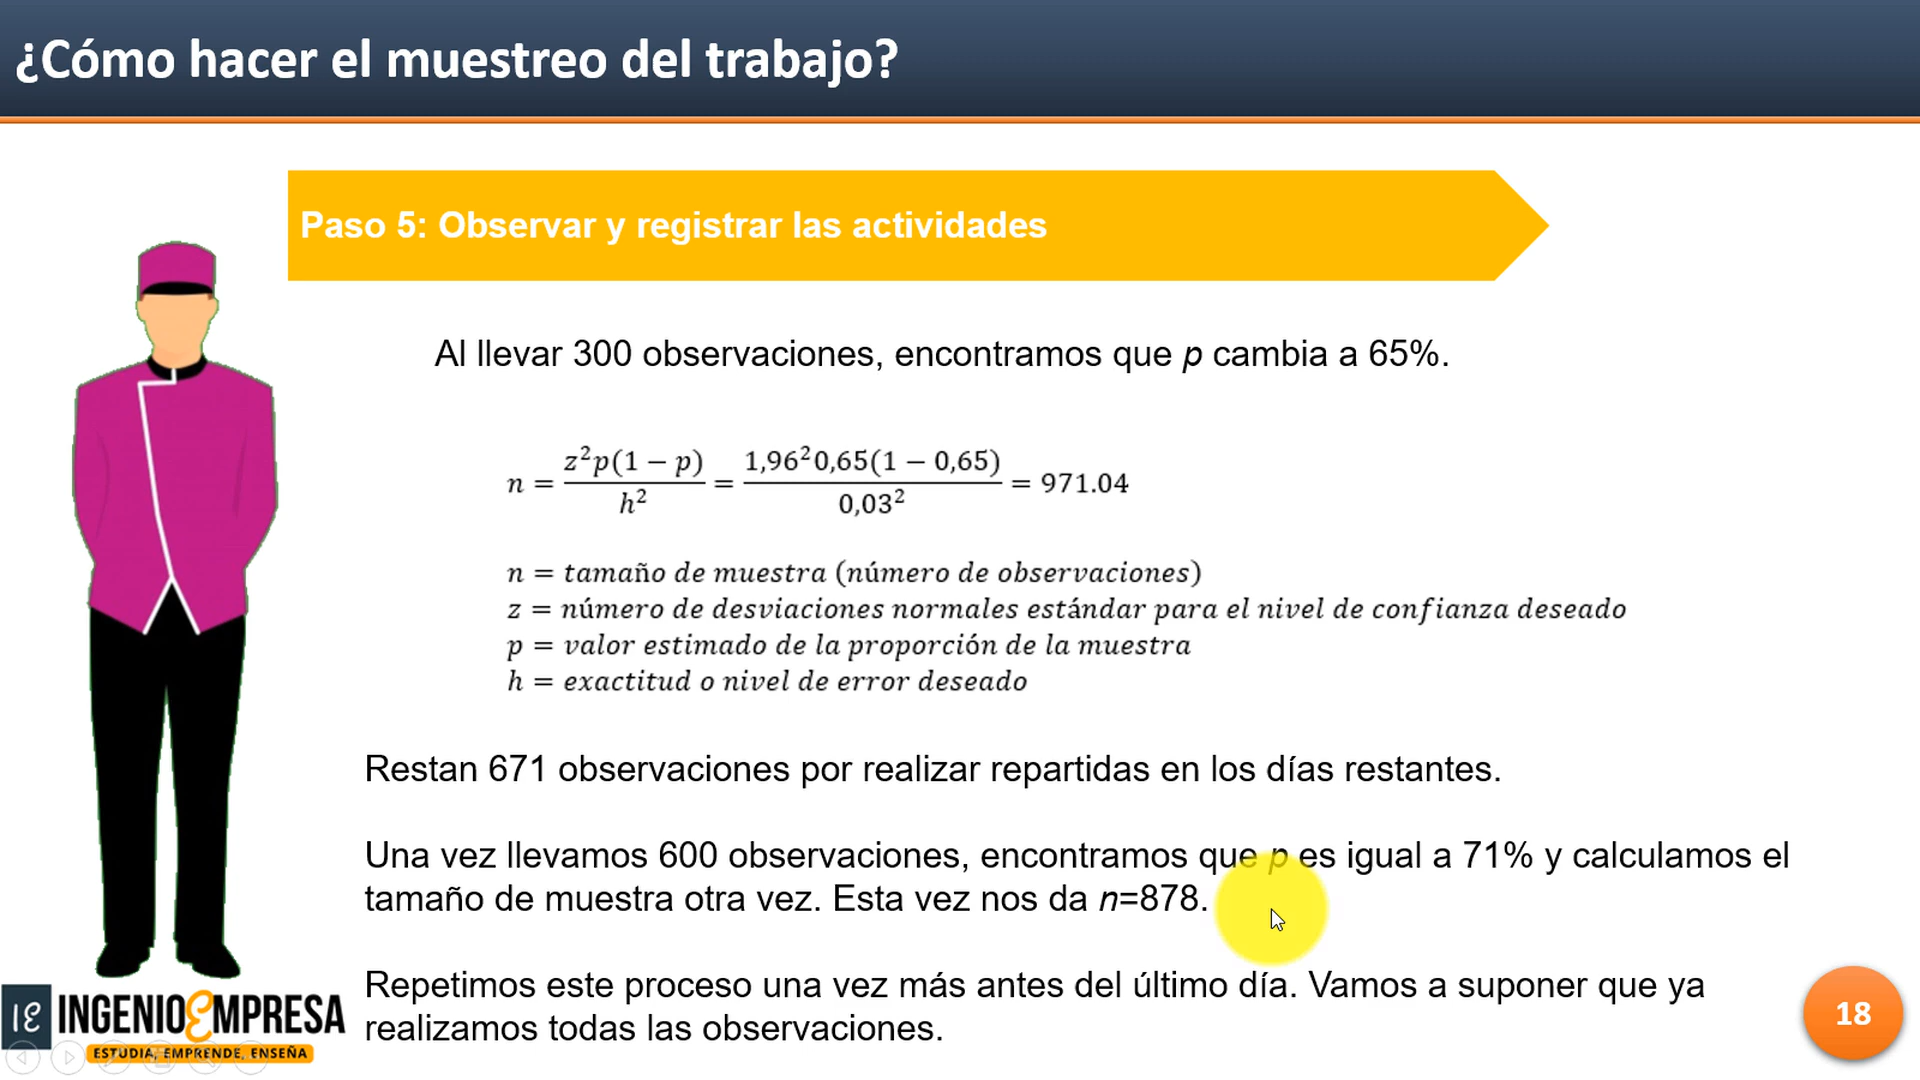 ¿Cómo hacer el muestreo del trabajo?
Paso 5: Observar y registrar las actividades
Al llevar 300 observaciones, encontramos que p cambia a 65%.
n = z²p(1 − p) / h² = 1,96²0,65(1 − 0,65) / 0,03² = 971.04
n = tamaño de muestra (número de observaciones)
z = número de desviaciones normales estándar para el nivel de confianza deseado
p = valor estimado de la proporción de la muestra
h = exactitud o nivel de error deseado
Restan 671 observaciones por realizar repartidas en los días restantes.
Una vez llevamos 600 observaciones, encontramos que p es igual a 71% y calculamos el
tamaño de muestra otra vez. Esta vez nos da n=878.
Repetimos este proceso una vez más antes del último día. Vamos a suponer que ya
realizamos todas las observaciones.
IE INGENIOEMPRESA
ESTUDIA, EMPRENDE, ENSEÑA
18